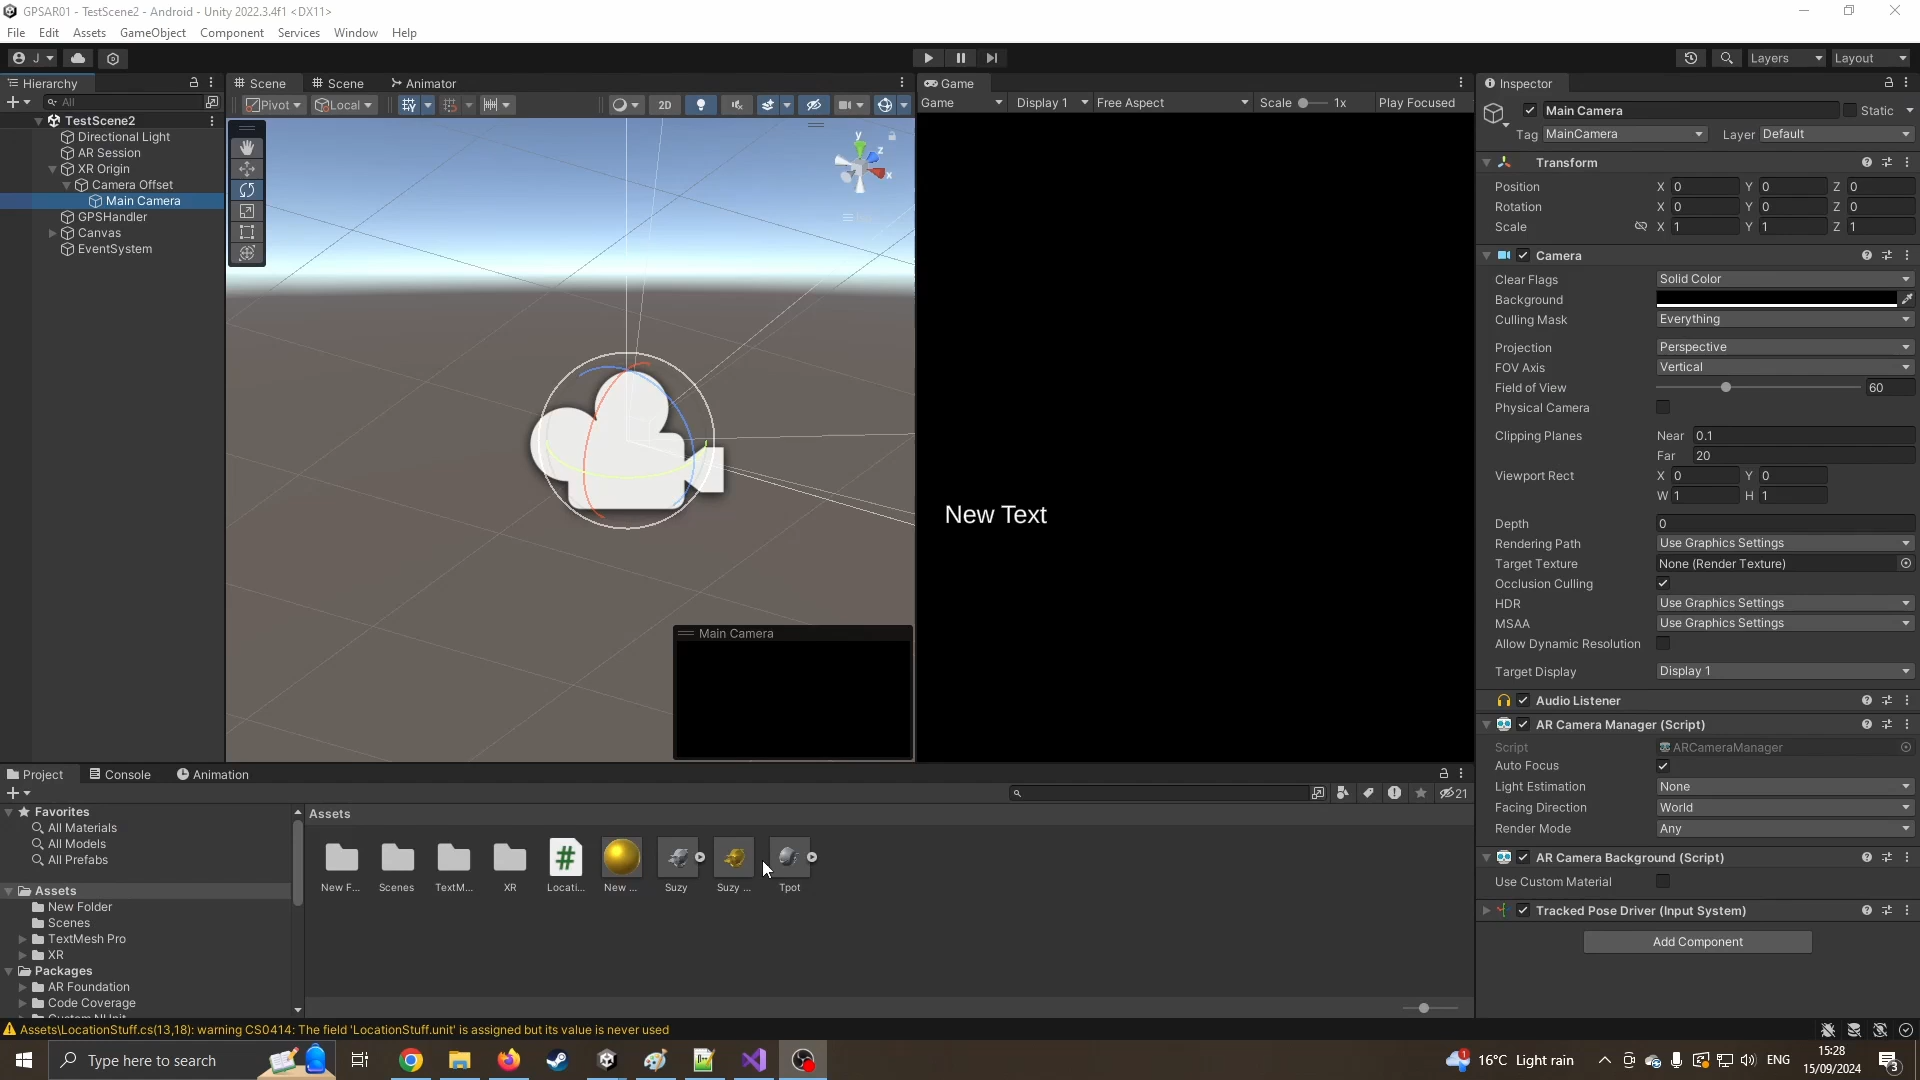 GPSAR01 - TestScene2 - Android - Unity 2022.3.4f1 <DX11>
File Edit Assets GameObject Component Services Window Help
J Layers Layout
Hierarchy
All
TestScene2
Directional Light
AR Session
XR Origin
Camera Offset
Main Camera
GPSHandler
Canvas
EventSystem
Scene Scene Animator
Pivot Local 2D
y
z
x
Main Camera
Game
Game Display 1 Free Aspect Scale 1x Play Focused
New Text
Inspector
Main Camera Static
Tag MainCamera Layer Default
Transform
Position X 0 Y 0 Z 0
Rotation X 0 Y 0 Z 0
Scale X 1 Y 1 Z 1
Camera
Clear Flags Solid Color
Background
Culling Mask Everything
Projection Perspective
FOV Axis Vertical
Field of View 60
Physical Camera
Clipping Planes Near 0.1
Far 20
Viewport Rect X 0 Y 0
W 1 H 1
Depth 0
Rendering Path Use Graphics Settings
Target Texture None (Render Texture)
Occlusion Culling
HDR Use Graphics Settings
MSAA Use Graphics Settings
Allow Dynamic Resolution
Target Display Display 1
Audio Listener
AR Camera Manager (Script)
Script ARCameraManager
Auto Focus
Light Estimation None
Facing Direction World
Render Mode Any
AR Camera Background (Script)
Use Custom Material
Tracked Pose Driver (Input System)
Add Component
Project Console Animation
21
Favorites
All Materials
All Models
All Prefabs
Assets
New Folder
Scenes
TextMesh Pro
XR
Packages
AR Foundation
Code Coverage
Assets
New F... Scenes TextM... XR Locati... New ... Suzy Suzy ... Tpot
Assets\LocationStuff.cs(13,18): warning CS0414: The field 'LocationStuff.unit' is assigned but its value is never used
Type here to search
1 16°C Light rain ENG 15:28
15/09/2024 3